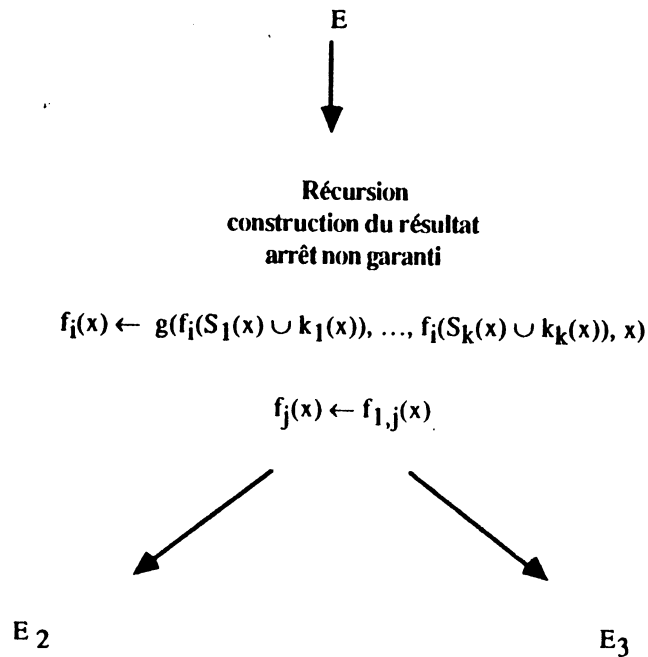 E
Récursion
construction du résultat
arrêt non garanti
fᵢ(x) ← g(fᵢ(S₁(x) ∪ k₁(x)), ..., fᵢ(Sₖ(x) ∪ kₖ(x)), x)
fⱼ(x) ← f₁,ⱼ(x)
E₂ E₃